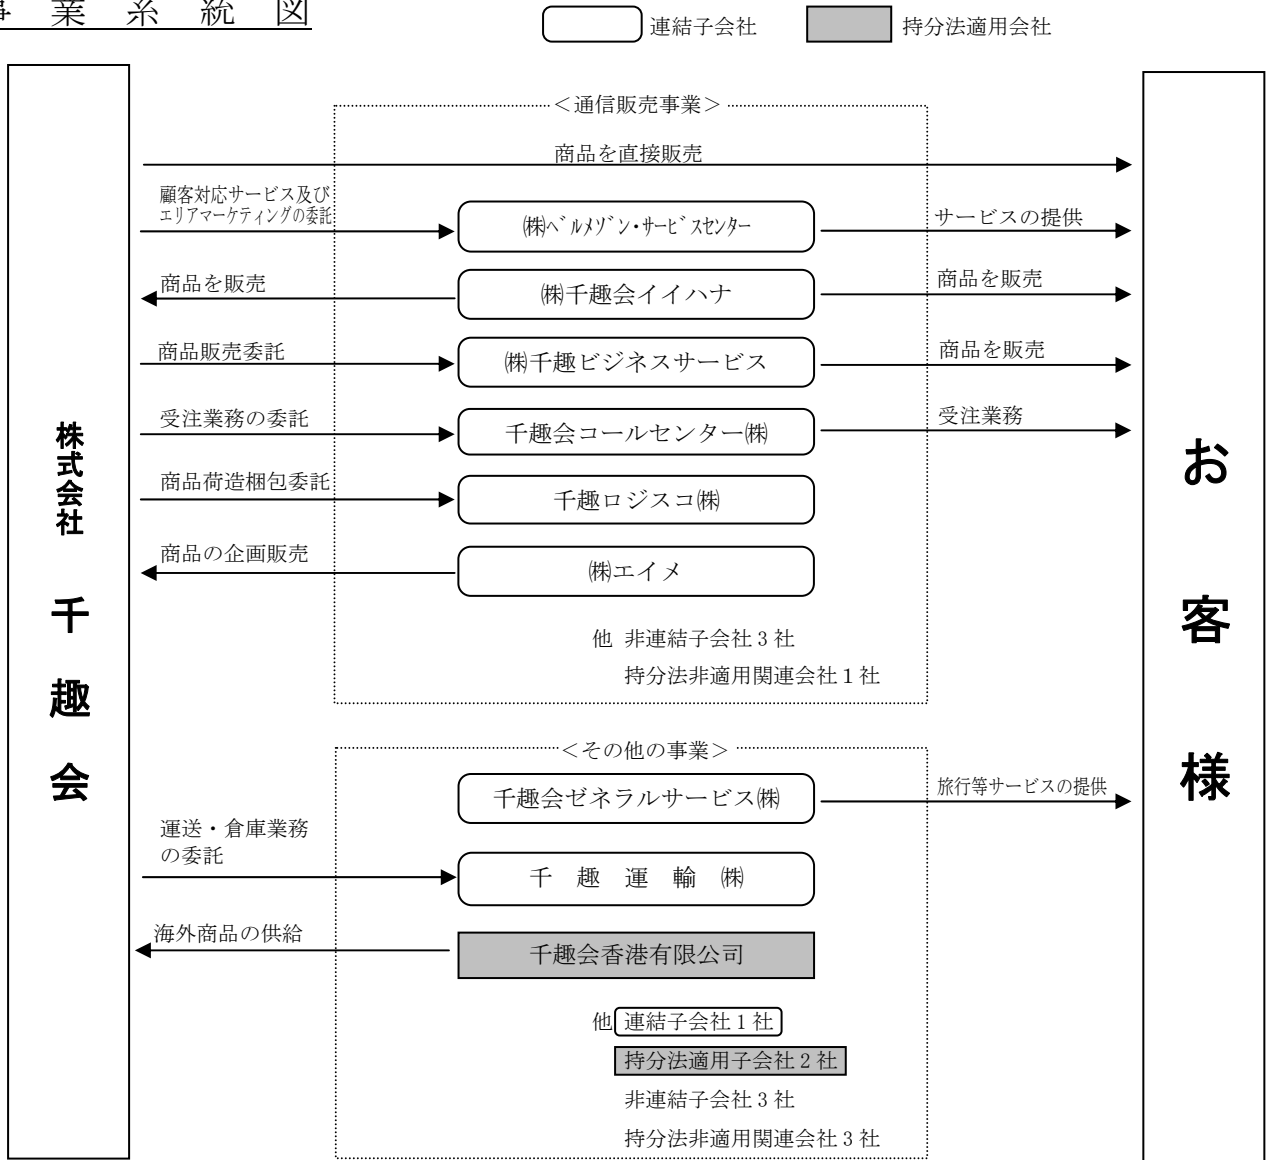 事業系統図
連結子会社
持分法適用会社
株式会社 千趣会
お客様
＜通信販売事業＞
商品を直接販売
顧客対応サービス及び
エリアマーケティングの委託
㈱ベルメゾン・サービスセンター
サービスの提供
商品を販売
㈱千趣会イイハナ
商品を販売
商品販売委託
㈱千趣ビジネスサービス
商品を販売
受注業務の委託
千趣会コールセンター㈱
受注業務
商品荷造梱包委託
千趣ロジスコ㈱
商品の企画販売
㈱エイメ
他 非連結子会社3社
持分法非適用関連会社1社
＜その他の事業＞
千趣会ゼネラルサービス㈱
旅行等サービスの提供
運送・倉庫業務
の委託
千趣運輸㈱
海外商品の供給
千趣会香港有限公司
他 連結子会社1社
持分法適用子会社2社
非連結子会社3社
持分法非適用関連会社3社